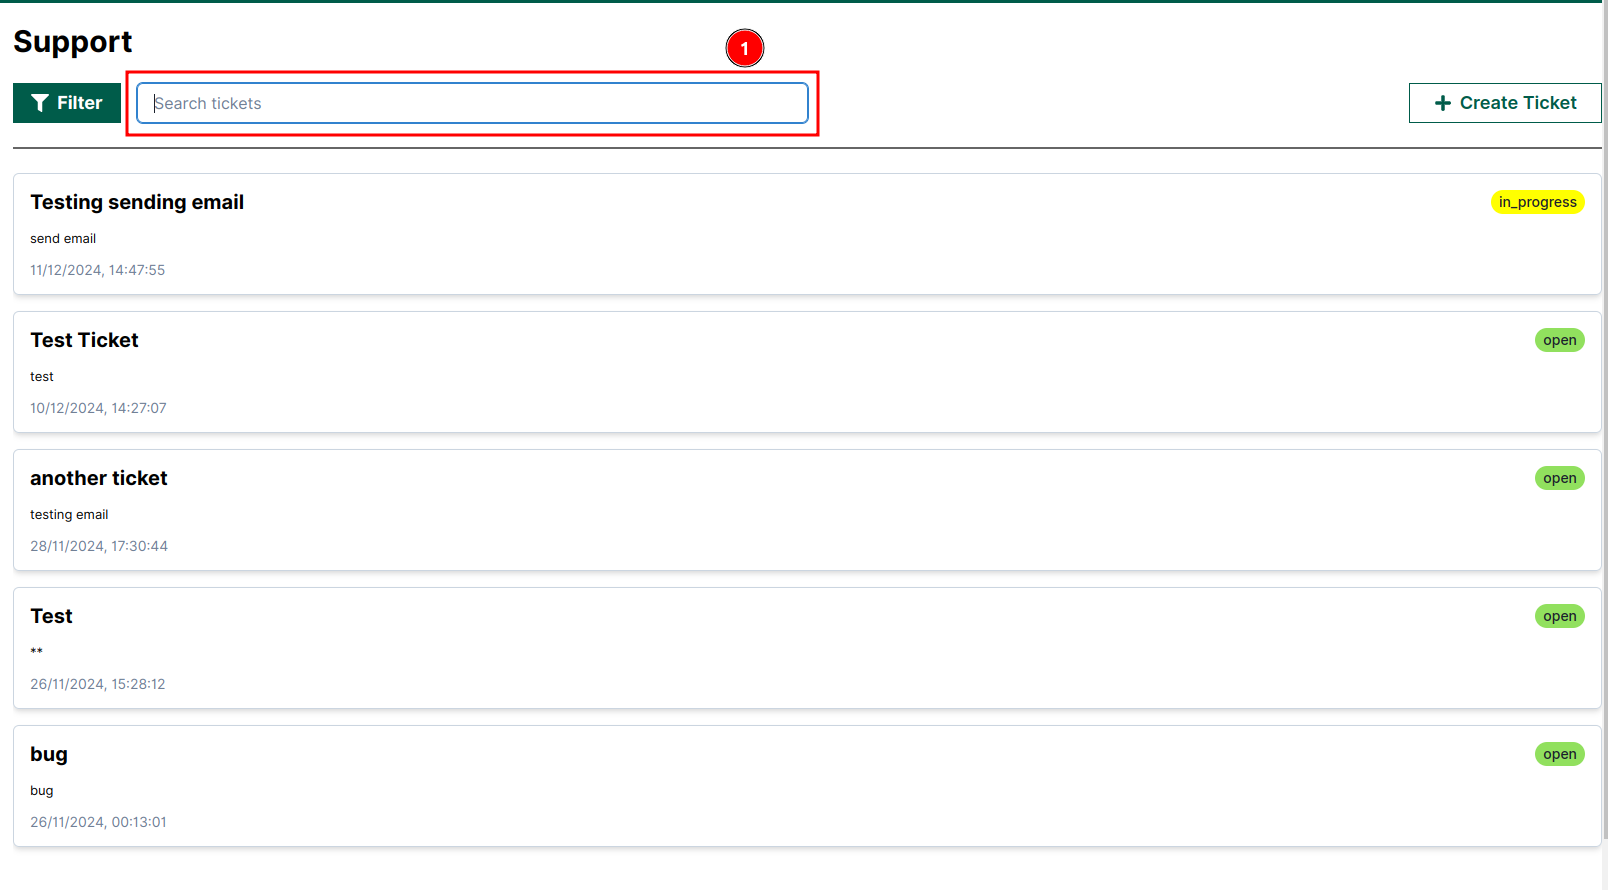 Support
1
Filter
Search tickets
Create Ticket
Testing sending email
in_progress
send email
11/12/2024, 14:47:55
Test Ticket
open
test
10/12/2024, 14:27:07
another ticket
open
testing email
28/11/2024, 17:30:44
Test
open
**
26/11/2024, 15:28:12
bug
open
bug
26/11/2024, 00:13:01